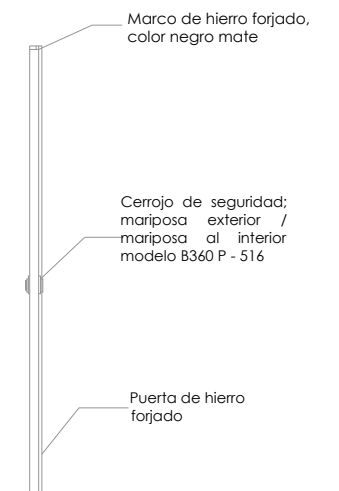 Marco de hierro forjado,
color negro mate
Cerrojo de seguridad;
mariposa exterior /
mariposa al interior
modelo B360 P - 516
Puerta de hierro
forjado